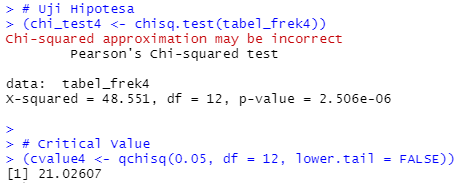 > # Uji Hipotesa
> (chi_test4 <- chisq.test(tabel_frek4))
Chi-squared approximation may be incorrect
Pearson's Chi-squared test
data: tabel_frek4
X-squared = 48.551, df = 12, p-value = 2.506e-06
>
> # Critical Value
> (cvalue4 <- qchisq(0.05, df = 12, lower.tail = FALSE))
[1] 21.02607